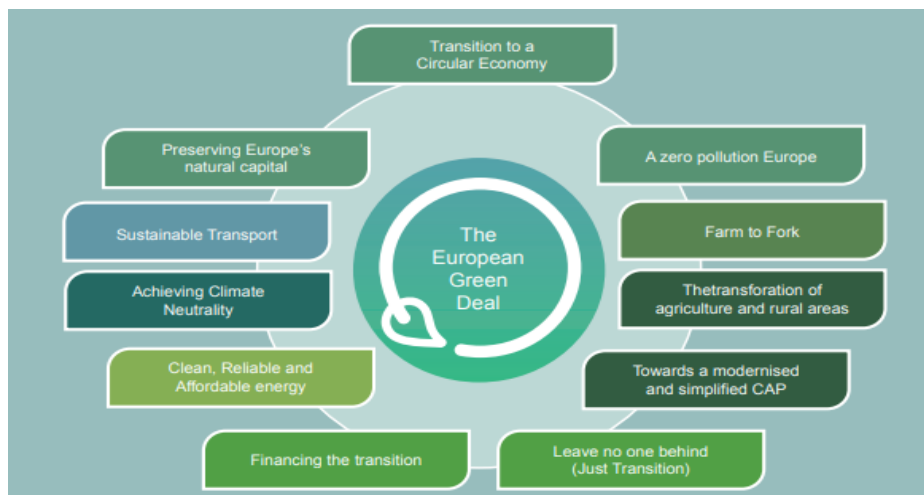 Transition to a
Circular Economy
Preserving Europe's
natural capital
A zero pollution Europe
Sustainable Transport
The
European
Green
Deal
Farm to Fork
Achieving Climate
Neutrality
Thetransforation of
agriculture and rural areas
Clean, Reliable and
Affordable energy
Towards a modernised
and simplified CAP
Financing the transition
Leave no one behind
(Just Transition)